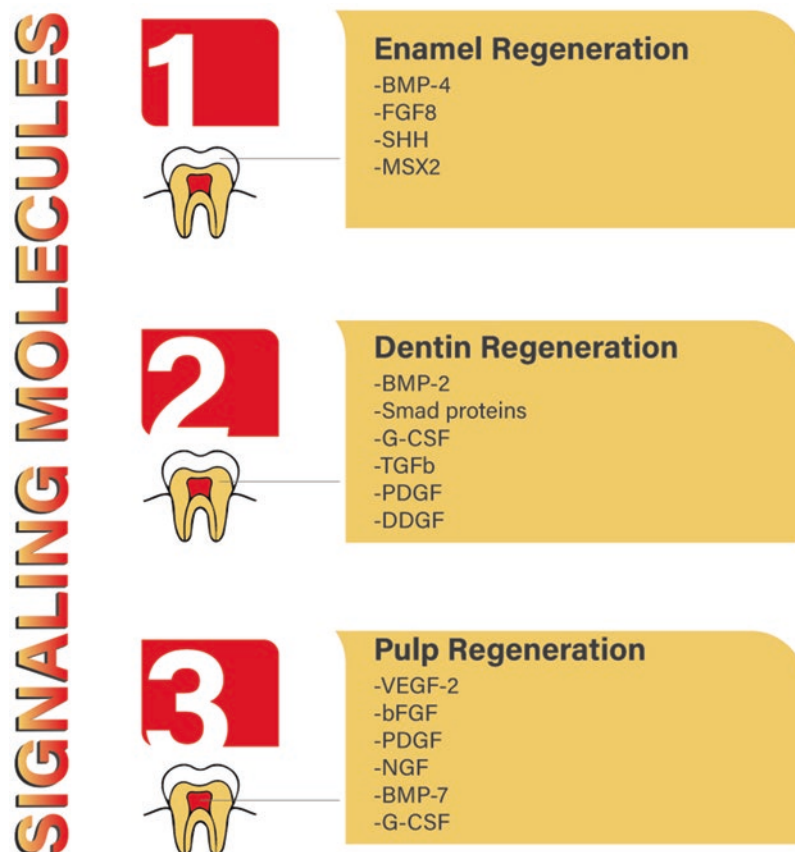 SIGNALING MOLECULES
1
Enamel Regeneration
-BMP-4
-FGF8
-SHH
-MSX2
2
Dentin Regeneration
-BMP-2
-Smad proteins
-G-CSF
-TGFb
-PDGF
-DDGF
3
Pulp Regeneration
-VEGF-2
-bFGF
-PDGF
-NGF
-BMP-7
-G-CSF